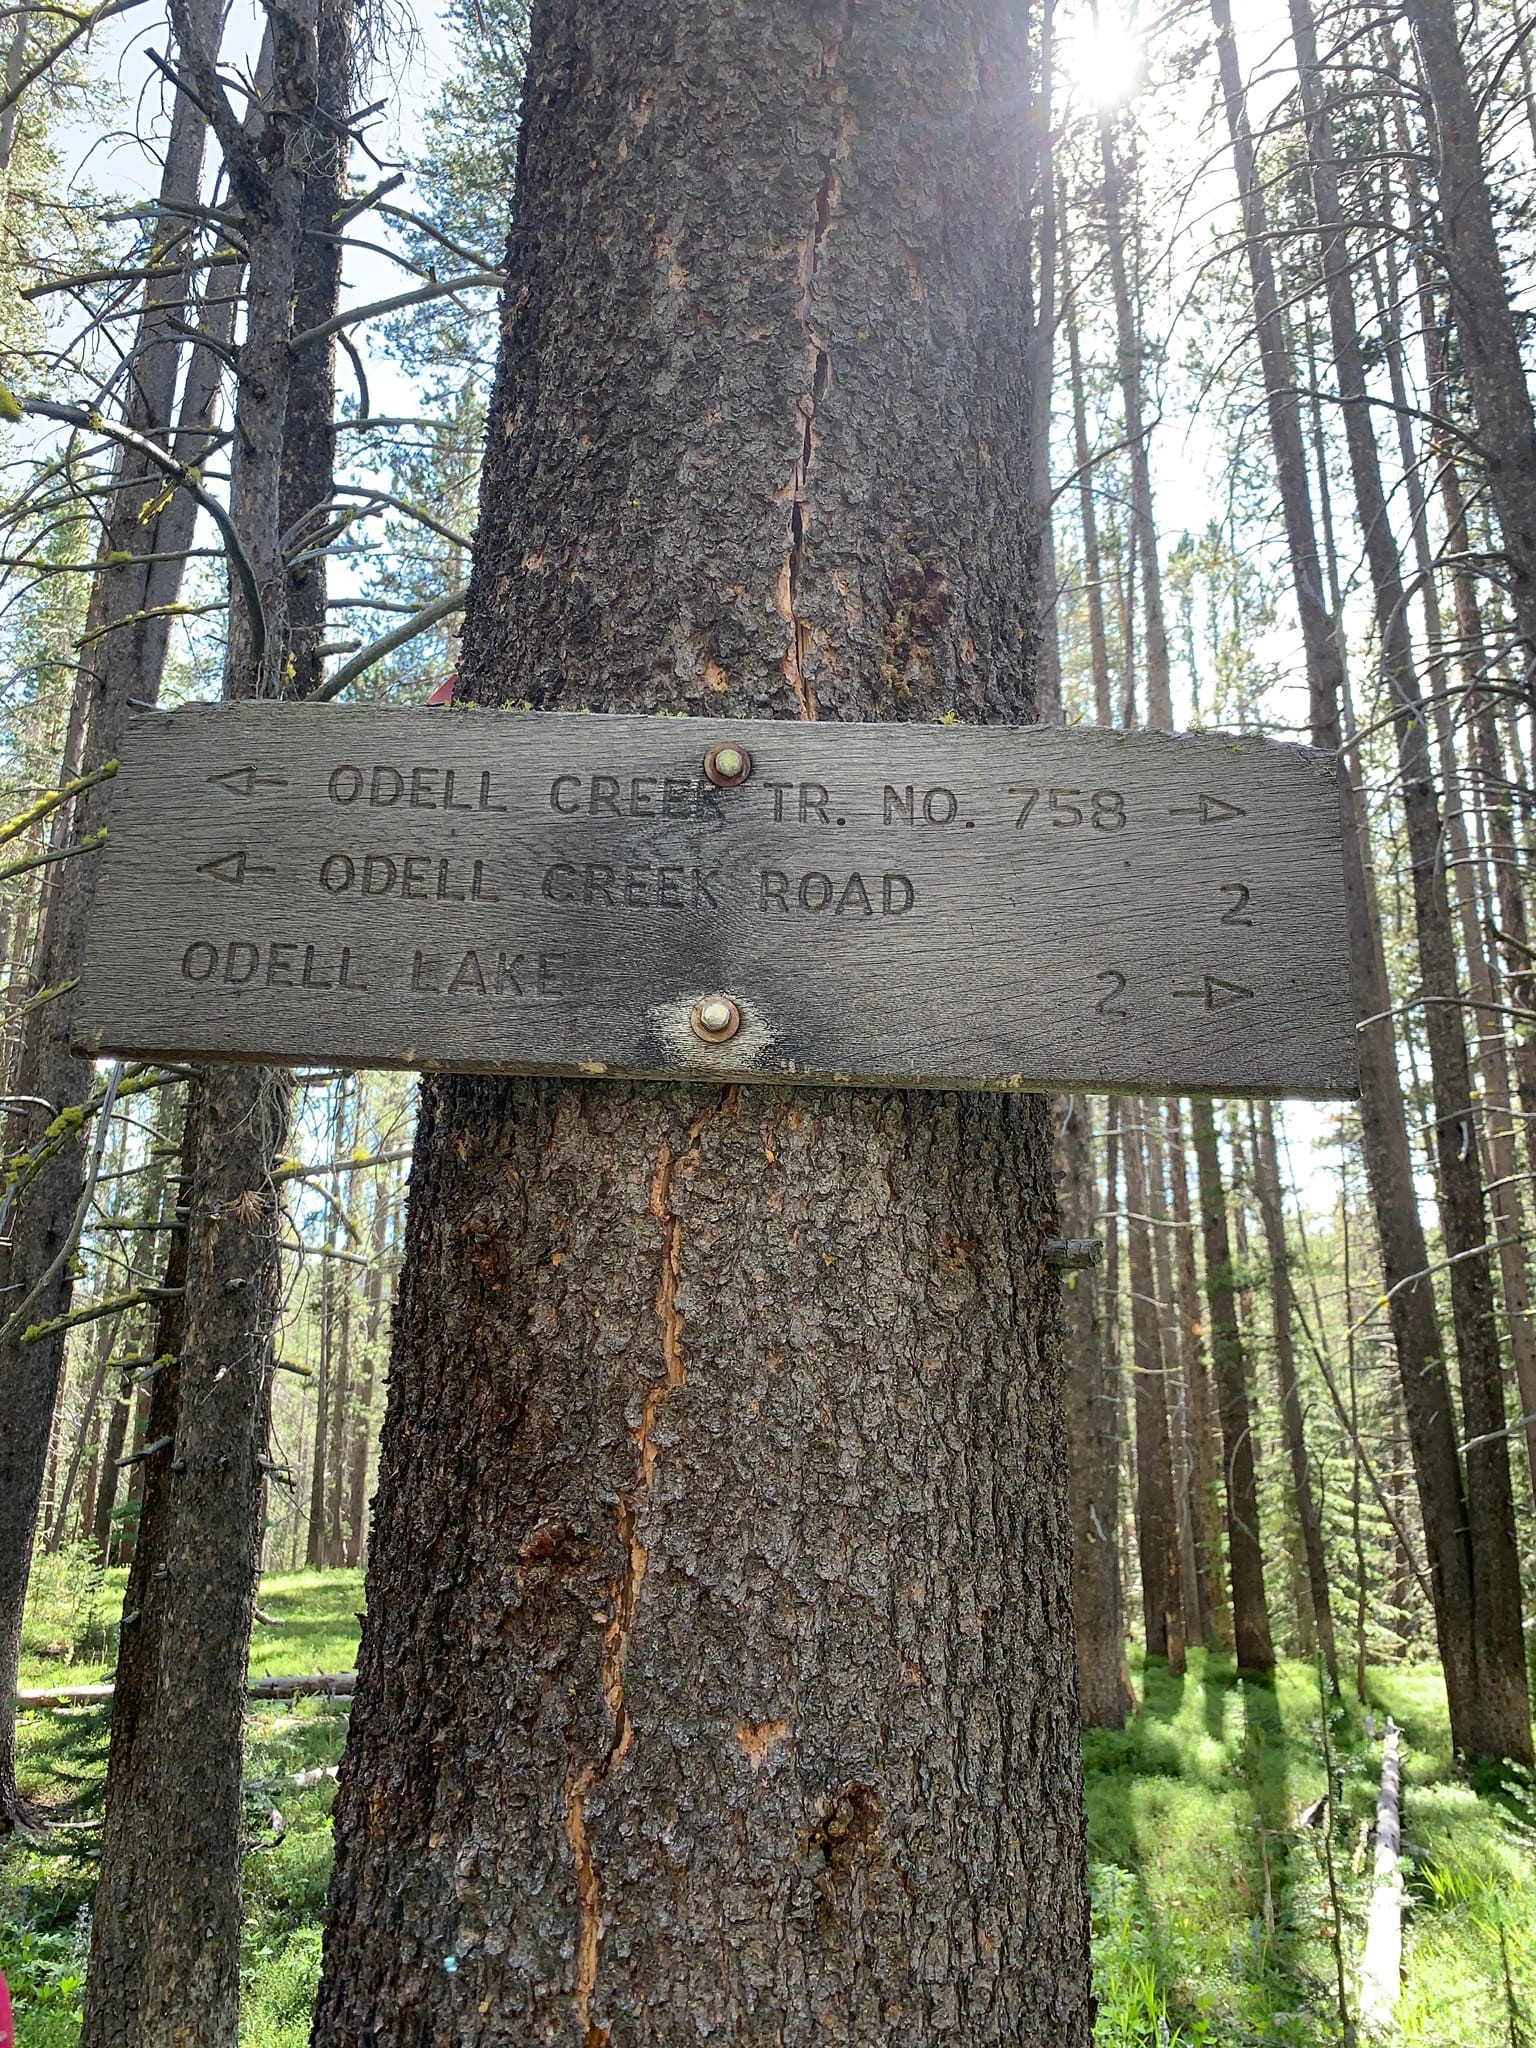 ← ODELL CREEK TR. NO. 758 →
← ODELL CREEK ROAD 2
ODELL LAKE 2 →